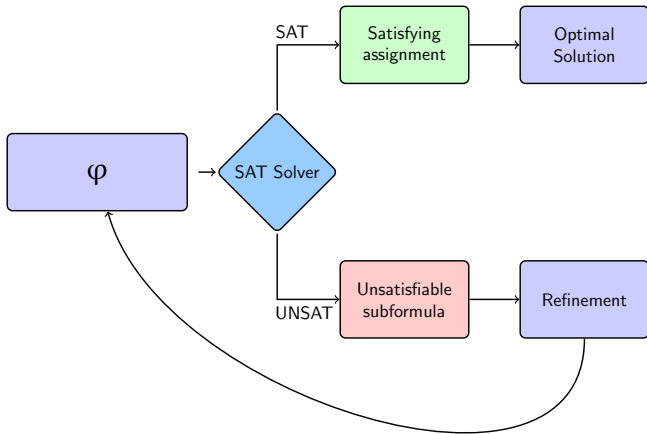 SAT
Satisfying
assignment
Optimal
Solution
φ
SAT Solver
UNSAT
Unsatisfiable
subformula
Refinement